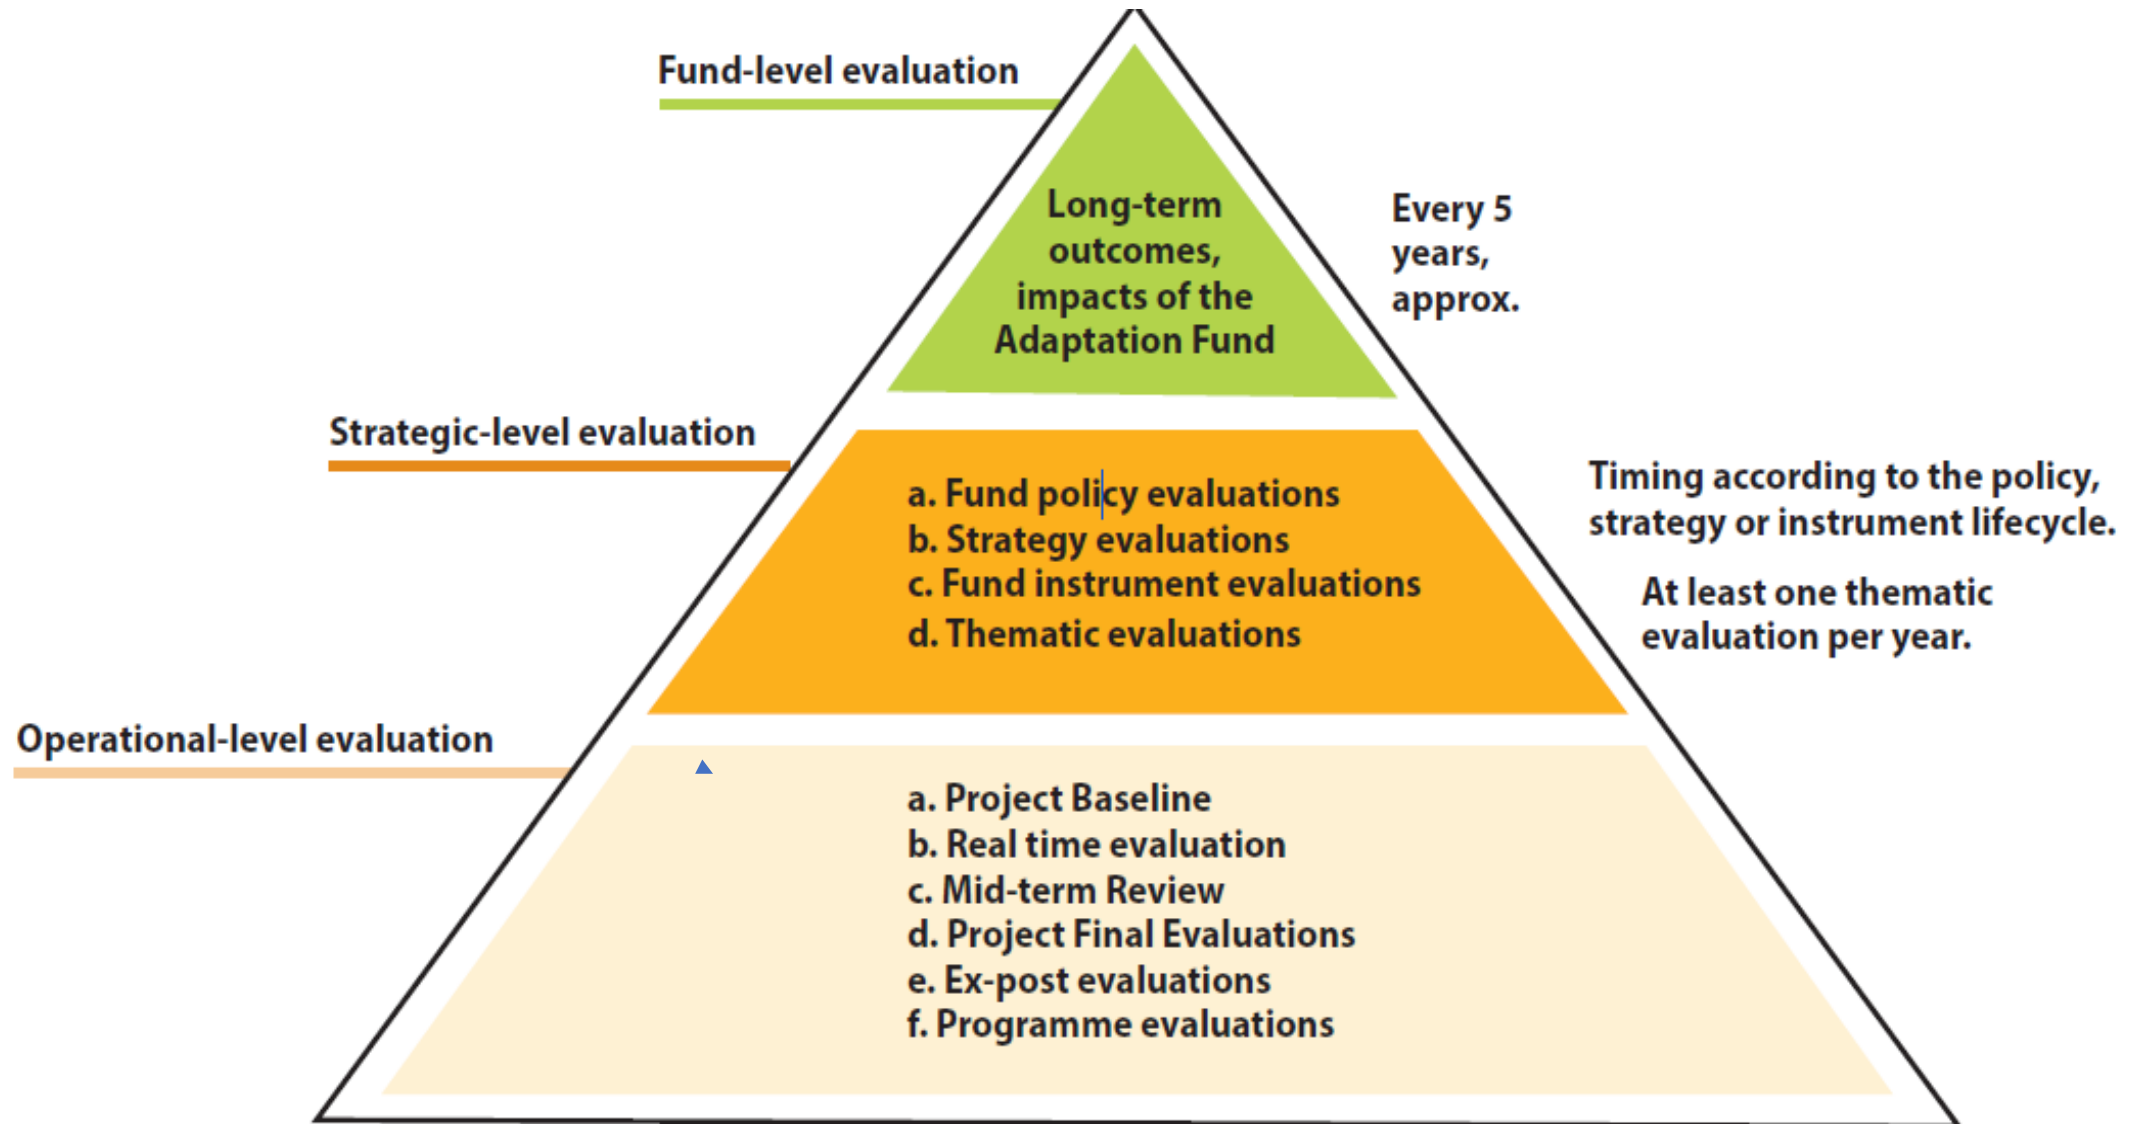 Fund-level evaluation
Long-term
outcomes,
impacts of the
Adaptation Fund
Every 5
years,
approx.
Strategic-level evaluation
a. Fund policy evaluations
b. Strategy evaluations
c. Fund instrument evaluations
d. Thematic evaluations
Timing according to the policy,
strategy or instrument lifecycle.
At least one thematic
evaluation per year.
Operational-level evaluation
a. Project Baseline
b. Real time evaluation
c. Mid-term Review
d. Project Final Evaluations
e. Ex-post evaluations
f. Programme evaluations